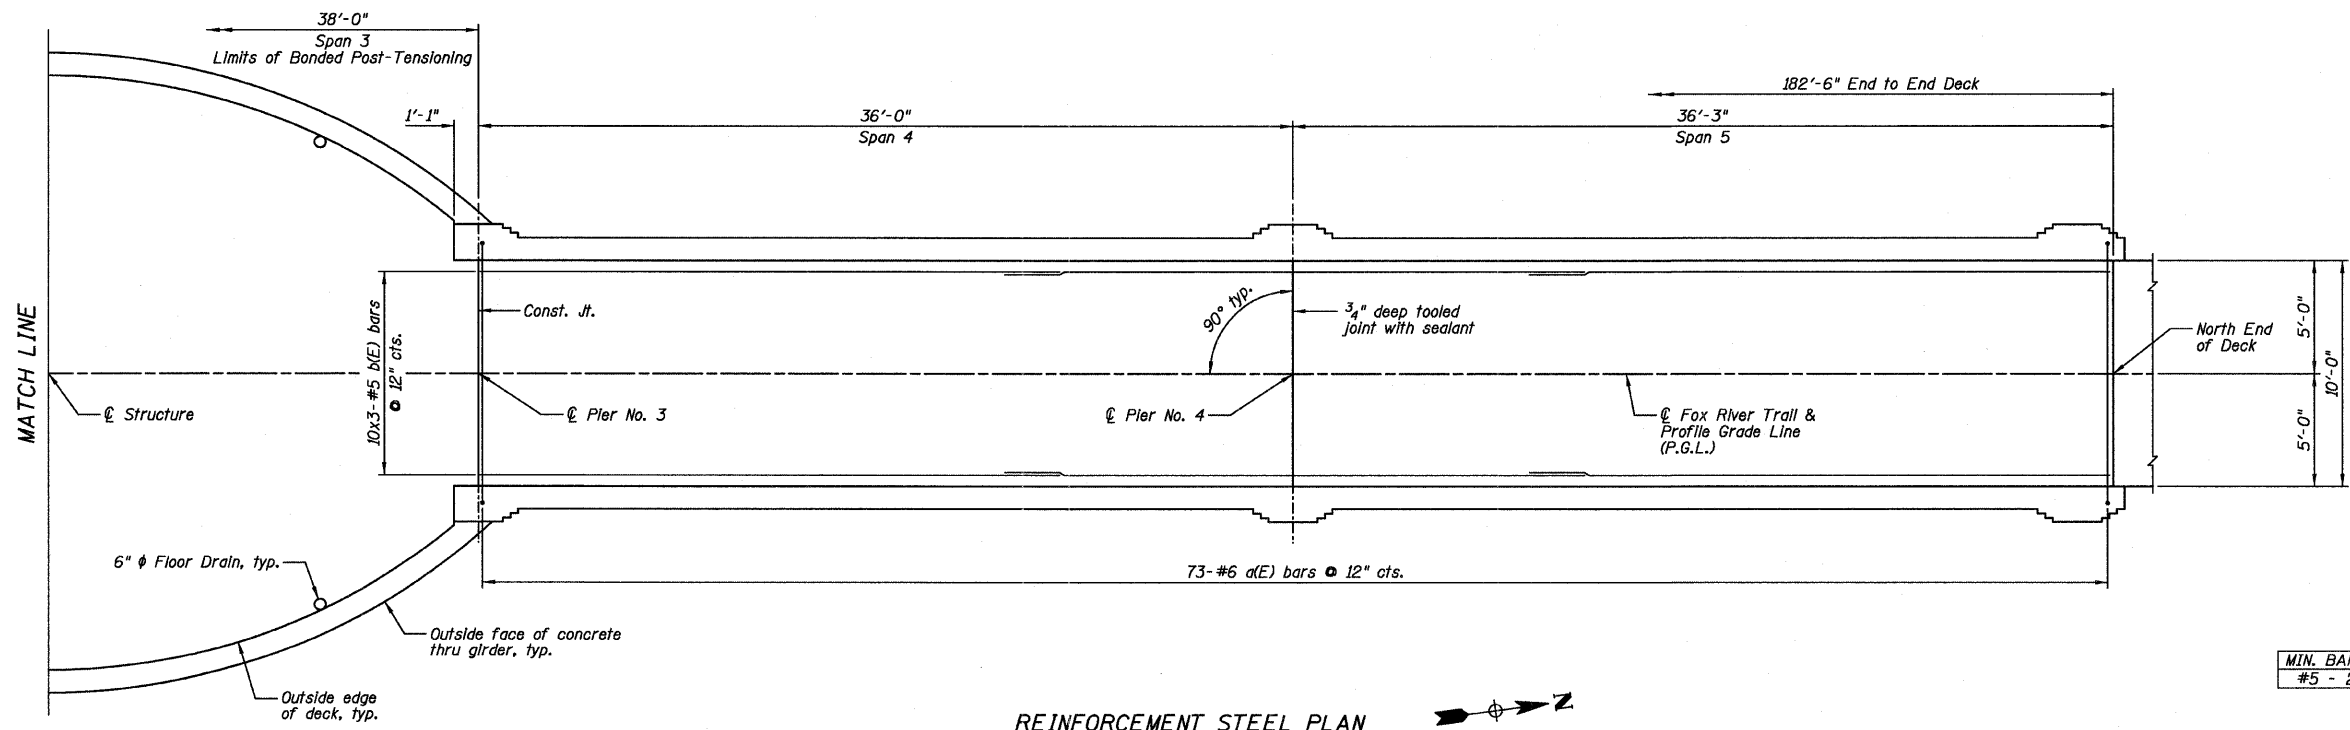 38'-0"
Span 3
Limits of Bonded Post-Tensioning
182'-6" End to End Deck
1'-1"
36'-0"
Span 4
36'-3"
Span 5
MATCH LINE
10x3-#5 b(E) bars
@ 12" cts.
Const. Jt.
90° typ.
3/4" deep tooled
joint with sealant
5'-0"
10'-0"
5'-0"
North End
of Deck
℄ Structure
℄ Pier No. 3
℄ Pier No. 4
℄ Fox River Trail &
Profile Grade Line
(P.G.L.)
6" ϕ Floor Drain, typ.
73-#6 a(E) bars @ 12" cts.
Outside face of concrete
thru girder, typ.
Outside edge
of deck, typ.
MIN.
#5 -
REINFORCEMENT STEEL PLAN
N